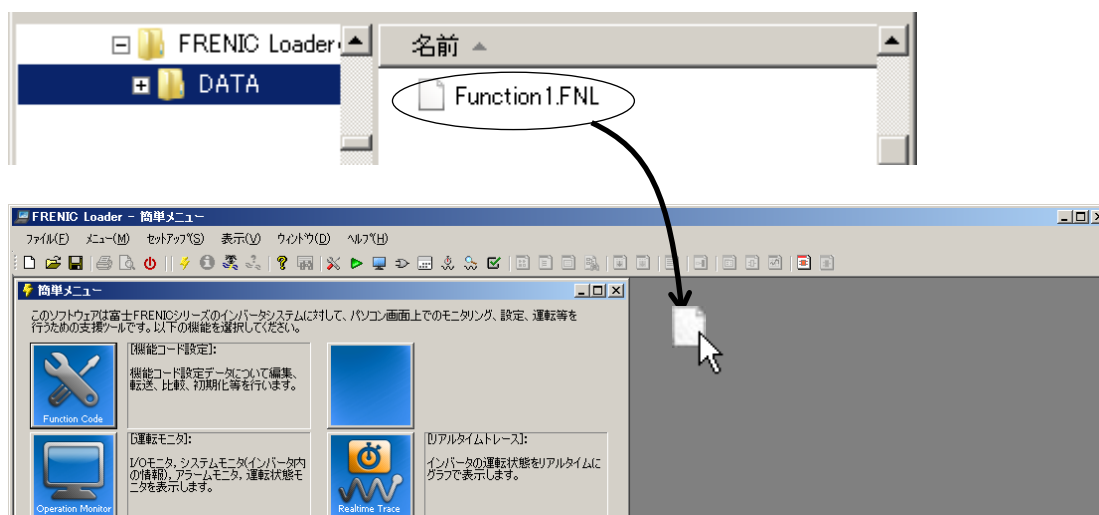 FRENIC Loader
名前
DATA
Function1.FNL
FRENIC Loader - 簡単メニュー
ファイル(F) メニュー(M) セットアップ(S) 表示(V) ウィンドウ(D) ヘルプ(H)
簡単メニュー
このソフトウェアは富士FRENICシリーズのインバータシステムに対して、パソコン画面上でのモニタリング、設定、運転等を
行うための支援ツールです。以下の機能を選択してください。
[機能コード設定]:
機能コード設定データについて編集、
転送、比較、初期化等を行います。
Function Code
[運転モニタ]:
I/Oモニタ, システムモニタ(インバータ内
の情報), アラームモニタ, 運転状態モ
ニタを表示します。
Operation Monitor
[リアルタイムトレース]:
インバータの運転状態をリアルタイムに
グラフで表示します。
Realtime Trace